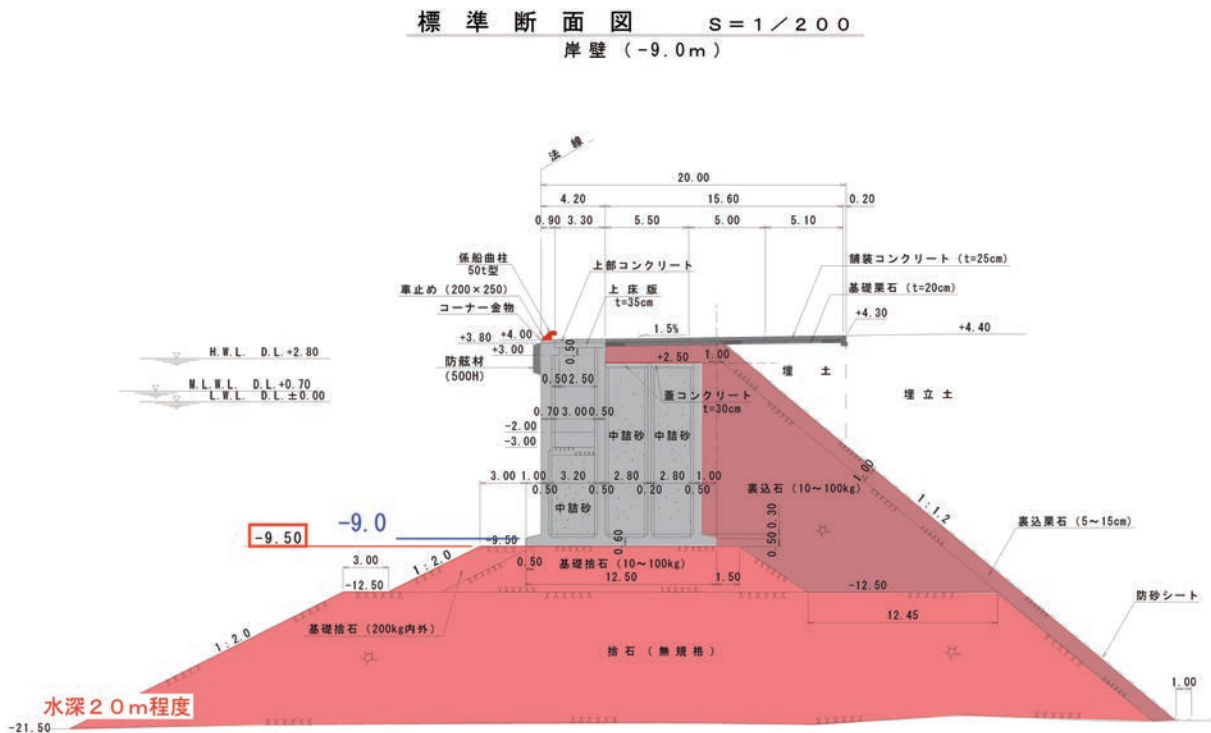 標準断面図 S=1/200
岸壁(-9.0m)
法線
20.00
4.20 15.60 0.20
0.90 3.30 5.50 5.00 5.10
係船曲柱
50t型
上部コンクリート
舗装コンクリート(t=25cm)
車止め(200×250)
上床版
t=35cm
基礎栗石(t=20cm)
コーナー金物
+4.30
+3.80 +4.00
1.5%
+4.40
H.W.L. D.L.+2.80
+3.00
0.50
+2.50 1.00
防舷材
(500H)
埋土
M.L.W.L. D.L.+0.70
L.W.L. D.L.±0.00
0.50 2.50
蓋コンクリート
t=30cm
埋立土
0.70 3.00 0.50
-2.00
-3.00
中詰砂 中詰砂
1.00
3.00 1.00 3.20 2.80 2.80 1.00
0.50 0.50 0.20 0.50
裏込石(10~100kg)
1:1.2
中詰砂
裏込栗石(5~15cm)
-9.0
0.30
-9.50
-9.50
0.60
0.50
3.00
1:2.0
基礎捨石(10~100kg)
0.50 12.50 1.50
-12.50
-12.50
防砂シート
12.45
基礎捨石(200kg内外)
1:2.0
捨石(無規格)
1.00
水深20m程度
-21.50